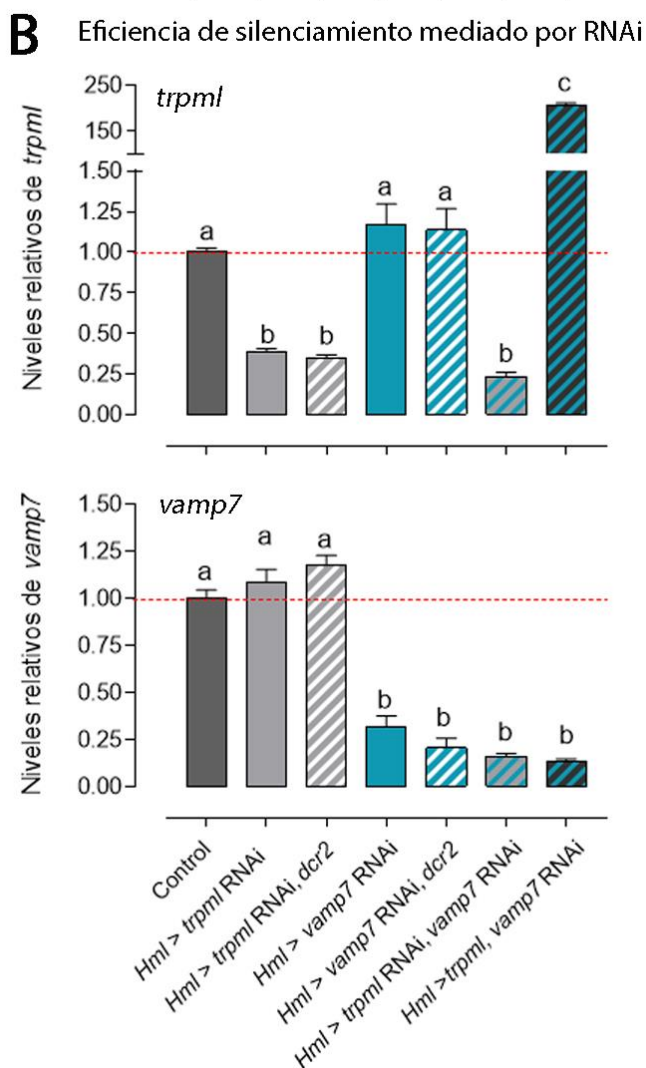 B Eficiencia de silenciamiento mediado por RNAi
trpml
Niveles relativos de trpml
250
150
1.50
1.25
1.00
0.75
0.50
0.25
0.00
a
b
b
a
a
b
c
vamp7
Niveles relativos de vamp7
1.50
1.25
1.00
0.75
0.50
0.25
0.00
a
a
a
b
b
b
b
Control
Hml > trpml RNAi
Hml > trpml RNAi, dcr2
Hml > vamp7 RNAi
Hml > vamp7 RNAi, dcr2
Hml > trpml RNAi, vamp7 RNAi
Hml >trpml, vamp7 RNAi